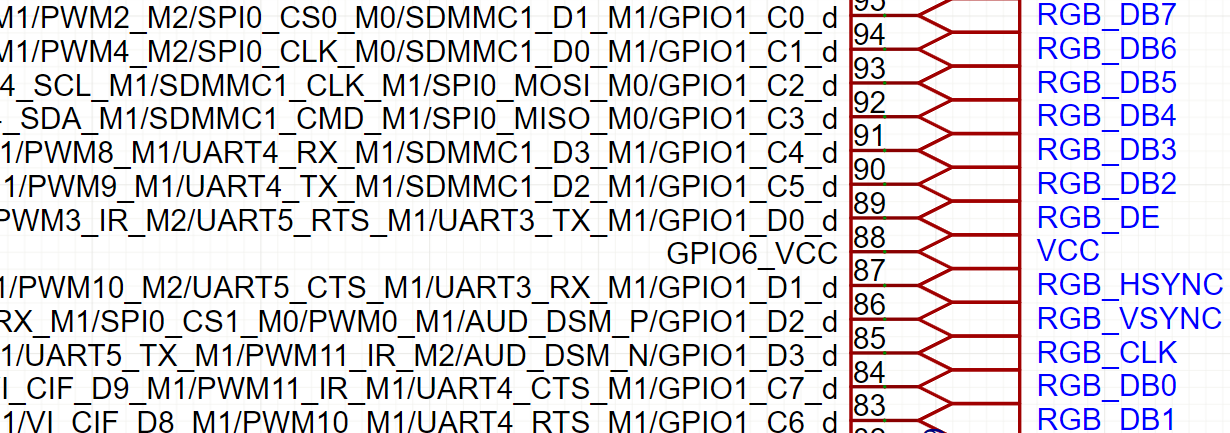 M1/PWM2_M2/SPI0_CS0_M0/SDMMC1_D1_M1/GPIO1_C0_d 95 RGB_DB7
M1/PWM4_M2/SPI0_CLK_M0/SDMMC1_D0_M1/GPIO1_C1_d 94 RGB_DB6
4_SCL_M1/SDMMC1_CLK_M1/SPI0_MOSI_M0/GPIO1_C2_d 93 RGB_DB5
_SDA_M1/SDMMC1_CMD_M0/SPI0_MISO_M0/GPIO1_C3_d 92 RGB_DB4
1/PWM8_M1/UART4_RX_M1/SDMMC1_D3_M1/GPIO1_C4_d 91 RGB_DB3
1/PWM9_M1/UART4_TX_M1/SDMMC1_D2_M1/GPIO1_C5_d 90 RGB_DB2
PWM3_IR_M2/UART5_RTS_M1/UART3_TX_M1/GPIO1_D0_d 89 RGB_DE
GPIO6_VCC 88 VCC
1/PWM10_M2/UART5_CTS_M1/UART3_RX_M1/GPIO1_D1_d 87 RGB_HSYNC
RX_M1/SPI0_CS1_M0/PWM0_M1/AUD_DSM_P/GPIO1_D2_d 86 RGB_VSYNC
1/UART5_TX_M1/PWM11_IR_M2/AUD_DSM_N/GPIO1_D3_d 85 RGB_CLK
I_CIF_D9_M1/PWM11_IR_M1/UART4_CTS_M1/GPIO1_C7_d 84 RGB_DB0
1/VI_CIF_D8_M1/PWM10_M1/UART4_RTS_M1/GPIO1_C6_d 83 RGB_DB1